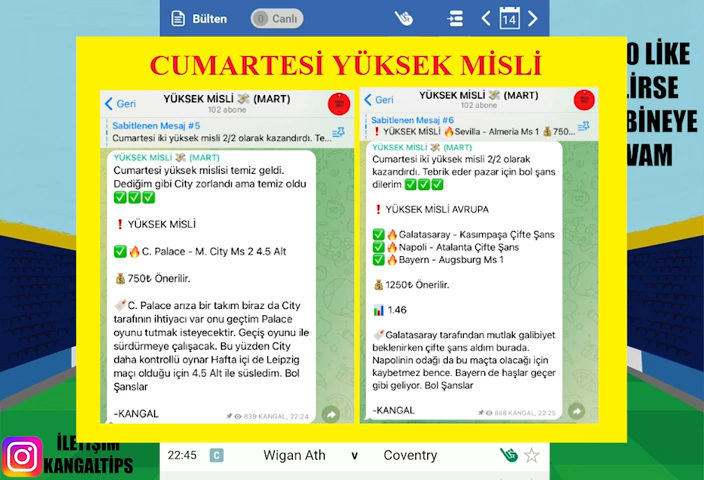 Bülten
0 Canlı
14
O LİKE
LİRSE
BİNEYE
VAM
CUMARTESİ YÜKSEK MİSLİ
Geri
YÜKSEK MİSLİ 💸 (MART)
102 abone
Sabitlenen Mesaj #5
Cumartesi iki yüksek misli 2/2 olarak kazandırdı. Te...
YÜKSEK MİSLİ 💸 (MART)
Cumartesi yüksek mislisi temiz geldi.
Dediğim gibi City zorlandı ama temiz oldu
✅✅✅
❗ YÜKSEK MİSLİ
✅🔥C. Palace - M. City Ms 2 4.5 Alt
💰750₺ Önerilir.
🚀C. Palace arıza bir takım biraz da City
tarafının ihtiyacı var onu geçtim Palace
oyunu tutmak isteyecektir. Geçiş oyunu ile
sürdürmeye çalışacak. Bu yüzden City
daha kontrollü oynar Hafta içi de Leipzig
maçı olduğu için 4.5 Alt ile süsledim. Bol
Şanslar
-KANGAL
839 KANGAL, 22:24
Geri
YÜKSEK MİSLİ 💸 (MART)
102 abone
Sabitlenen Mesaj #6
❗ YÜKSEK MİSLİ 🔥Sevilla - Almeria Ms 1 💰750...
YÜKSEK MİSLİ 💸 (MART)
Cumartesi iki yüksek misli 2/2 olarak
kazandırdı. Tebrik eder pazar için bol şans
dilerim ✅✅✅
❗ YÜKSEK MİSLİ AVRUPA
✅🔥Galatasaray - Kasımpaşa Çifte Şans
✅🔥Napoli - Atalanta Çifte Şans
✅🔥Bayern - Augsburg Ms 1
💰1250₺ Önerilir.
📊 1.46
🚀Galatasaray tarafından mutlak galibiyet
beklenirken çifte şans aldım burada.
Napolinin odağı da bu maçta olacağı için
kaybetmez bence. Bayern de haşlar geçer
gibi geliyor. Bol Şanslar
-KANGAL
888 KANGAL, 22:25
İLETİŞİM
KANGALTİPS
22:45 C Wigan Ath v Coventry